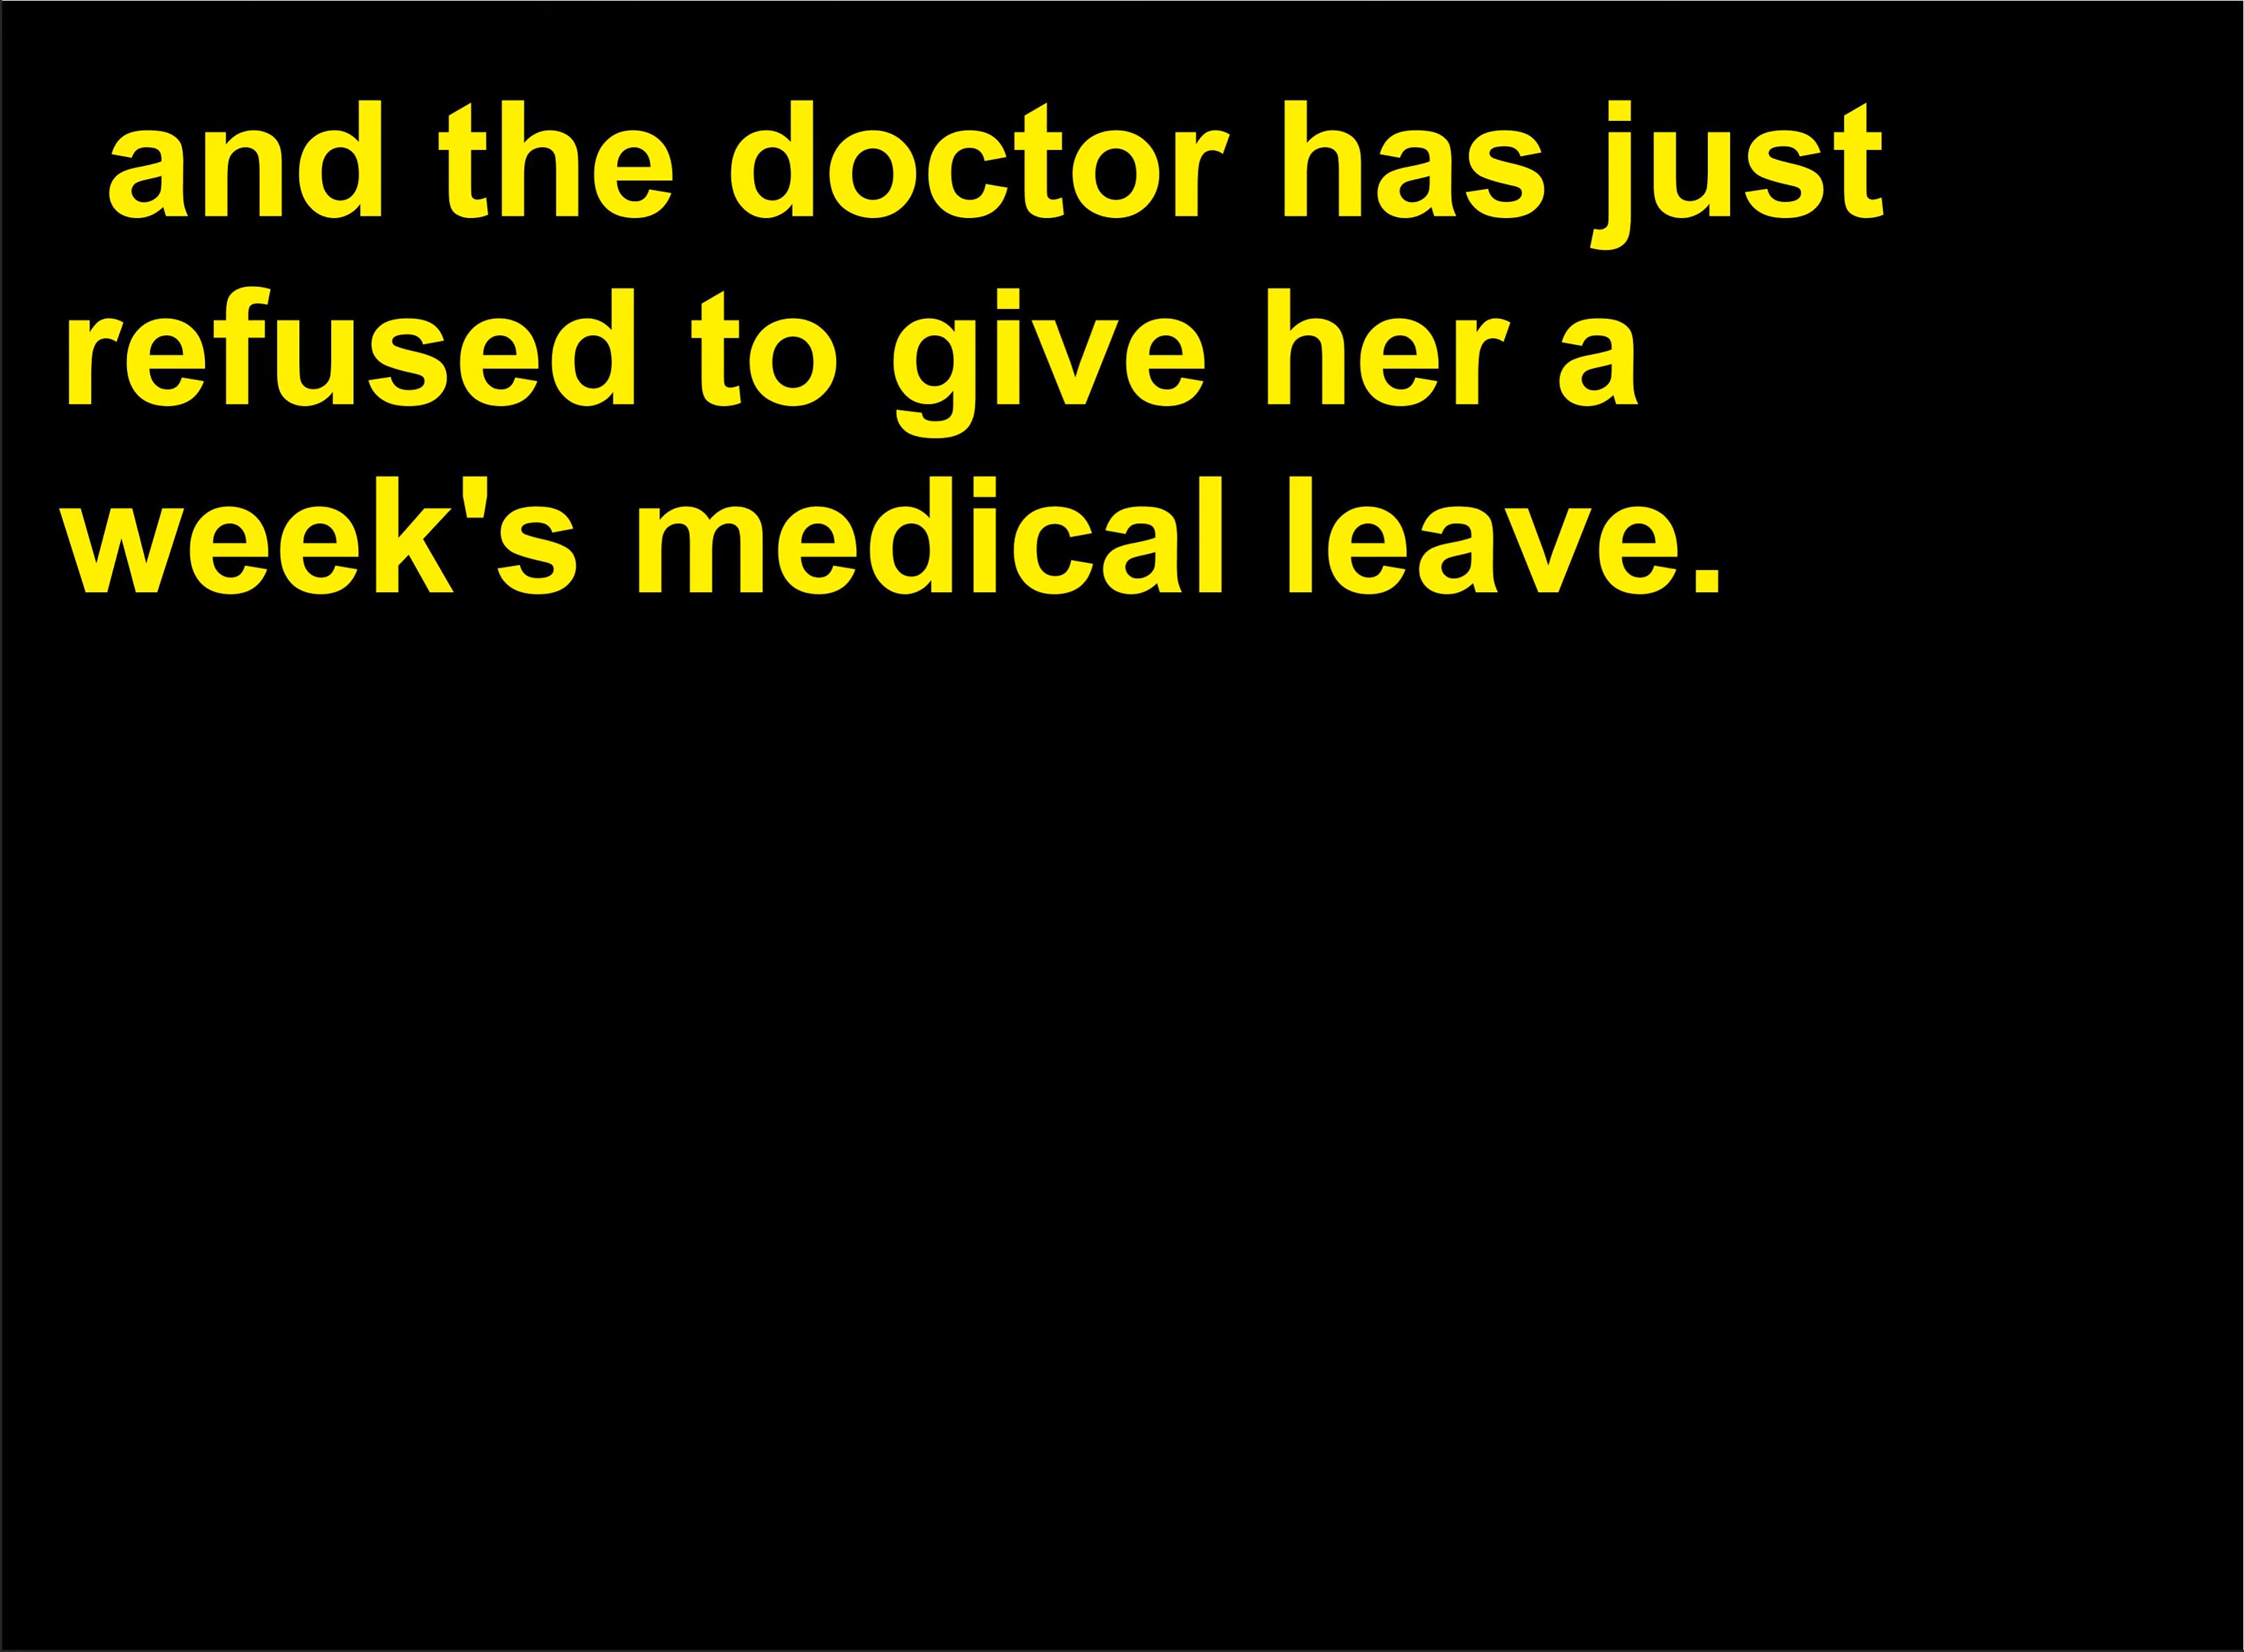 and the doctor has just
refused to give her a
week's medical leave.